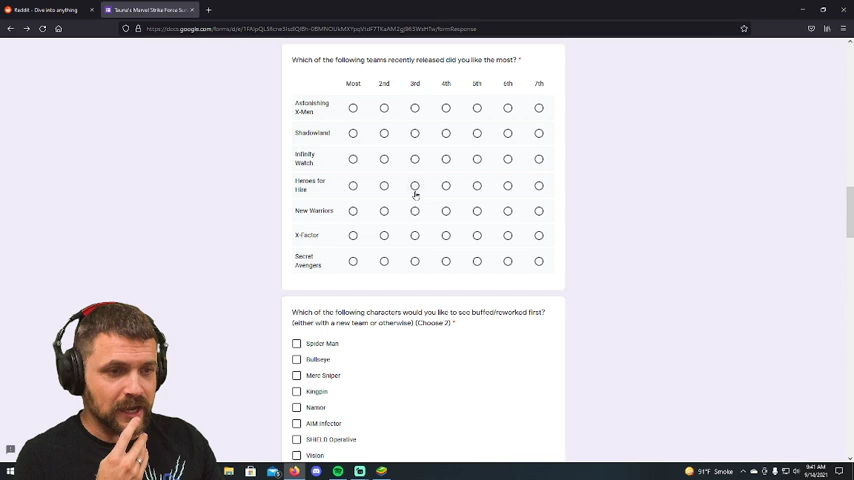 Reddit - Dive into anything
Tauna's Marvel Strike Force Sur
Which of the following teams recently released did you like the most? *
Most 2nd 3rd 4th 5th 6th 7th
Astonishing
X-Men
Shadowland
Infinity
Watch
Heroes for
Hire
New Warriors
X-Factor
Secret
Avengers
Which of the following characters would you like to see buffed/reworked first?
(either with a new team or otherwise) (Choose 2) *
Spider Man
Bullseye
Merc Sniper
Kingpin
Namor
AIM Infector
SHIELD Operative
Vision
91°F Smoke
9:41 AM
9/14/2021